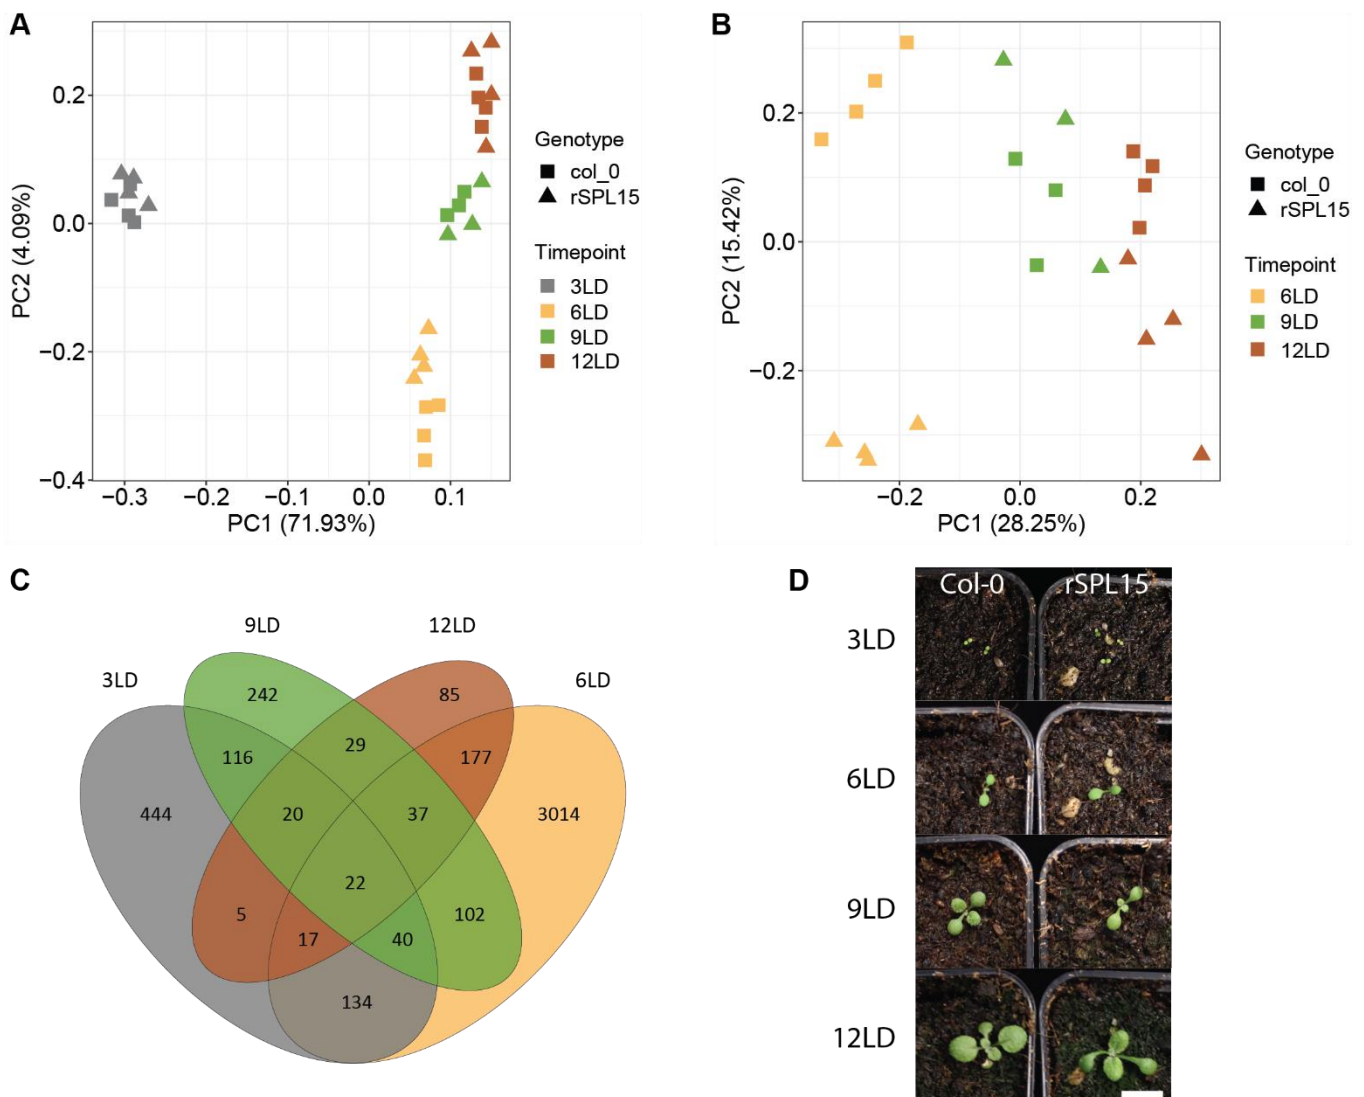 A
0.2
0.0
−0.2
−0.4
PC2 (4.09%)
−0.3
−0.2
−0.1
0.0
0.1
PC1 (71.93%)
Genotype
col_0
rSPL15
Timepoint
3LD
6LD
9LD
12LD
B
0.2
0.0
−0.2
PC2 (15.42%)
−0.2
0.0
0.2
PC1 (28.25%)
Genotype
col_0
rSPL15
Timepoint
6LD
9LD
12LD
C
9LD
12LD
3LD
6LD
242
85
29
116
177
444
20
37
3014
22
5
102
17
40
134
D
Col-0
rSPL15
3LD
6LD
9LD
12LD